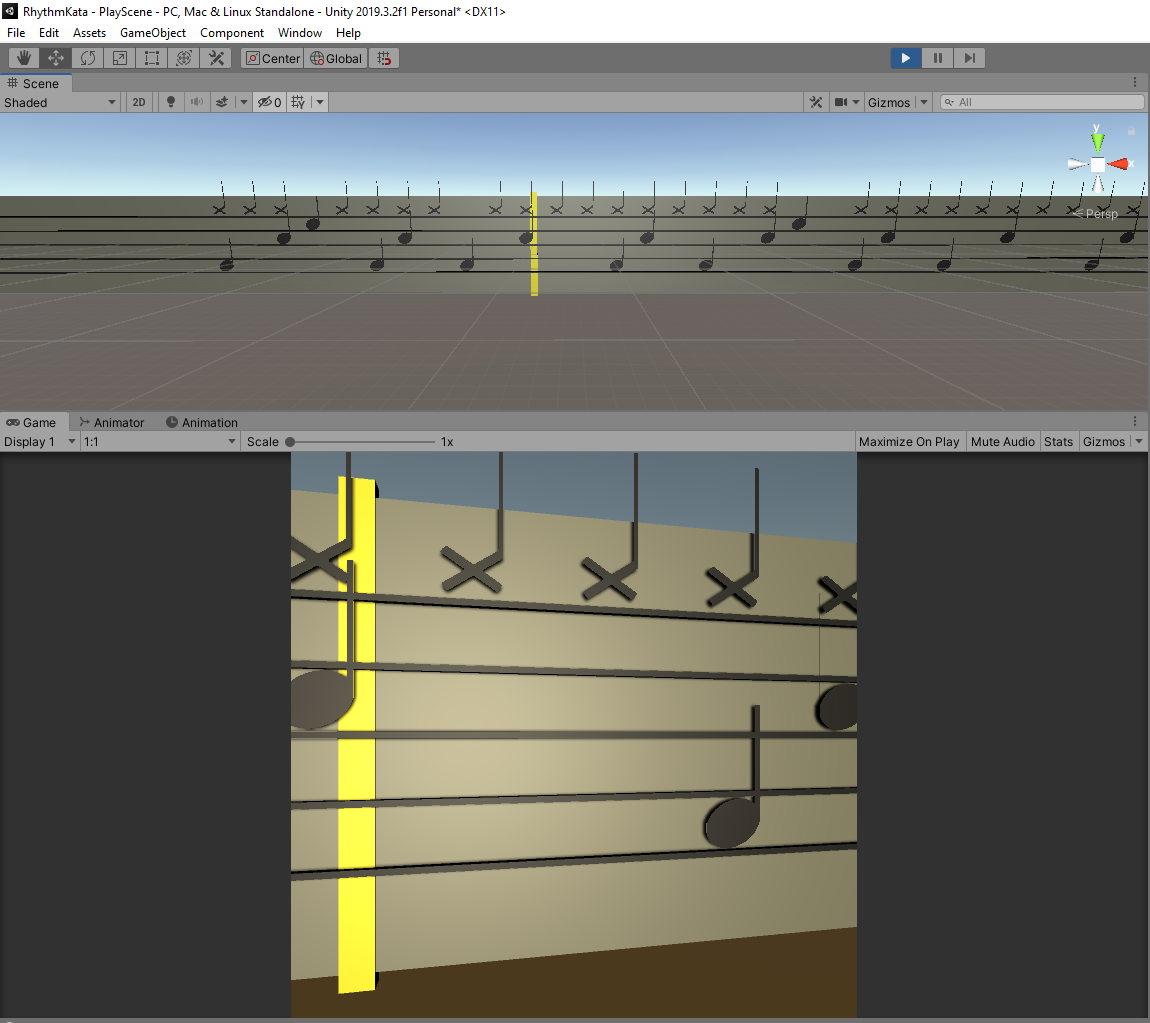 RhythmKata - PlayScene - PC, Mac & Linux Standalone - Unity 2019.3.2f1 Personal* <DX11>
File Edit Assets GameObject Component Window Help
Center Global
Scene
Shaded 2D 0 Gizmos All
y
x
Persp
Game Animator Animation
Display 1 1:1 Scale 1x Maximize On Play Mute Audio Stats Gizmos